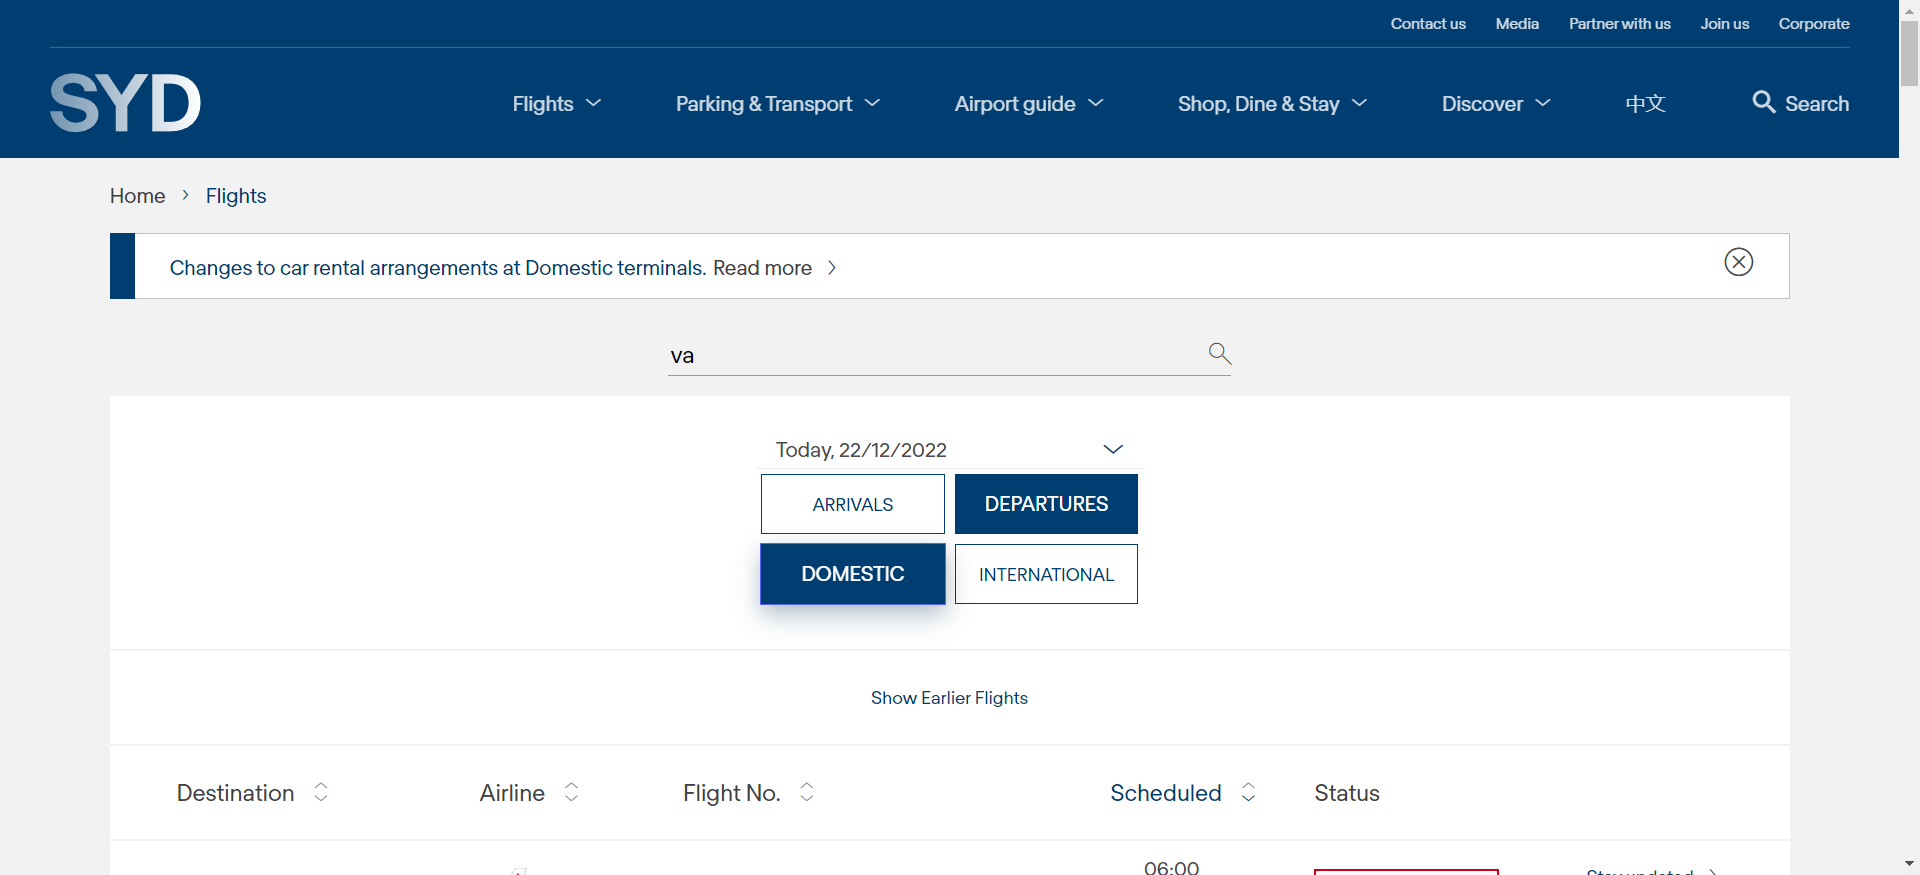 Contact us Media Partner with us Join us Corporate
SYD Flights Parking & Transport Airport guide Shop, Dine & Stay Discover 中文 Search
Home > Flights
Changes to car rental arrangements at Domestic terminals. Read more >
va
Today, 22/12/2022
ARRIVALS DEPARTURES
DOMESTIC INTERNATIONAL
Show Earlier Flights
Destination Airline Flight No. Scheduled Status
06:00 Stay updated >